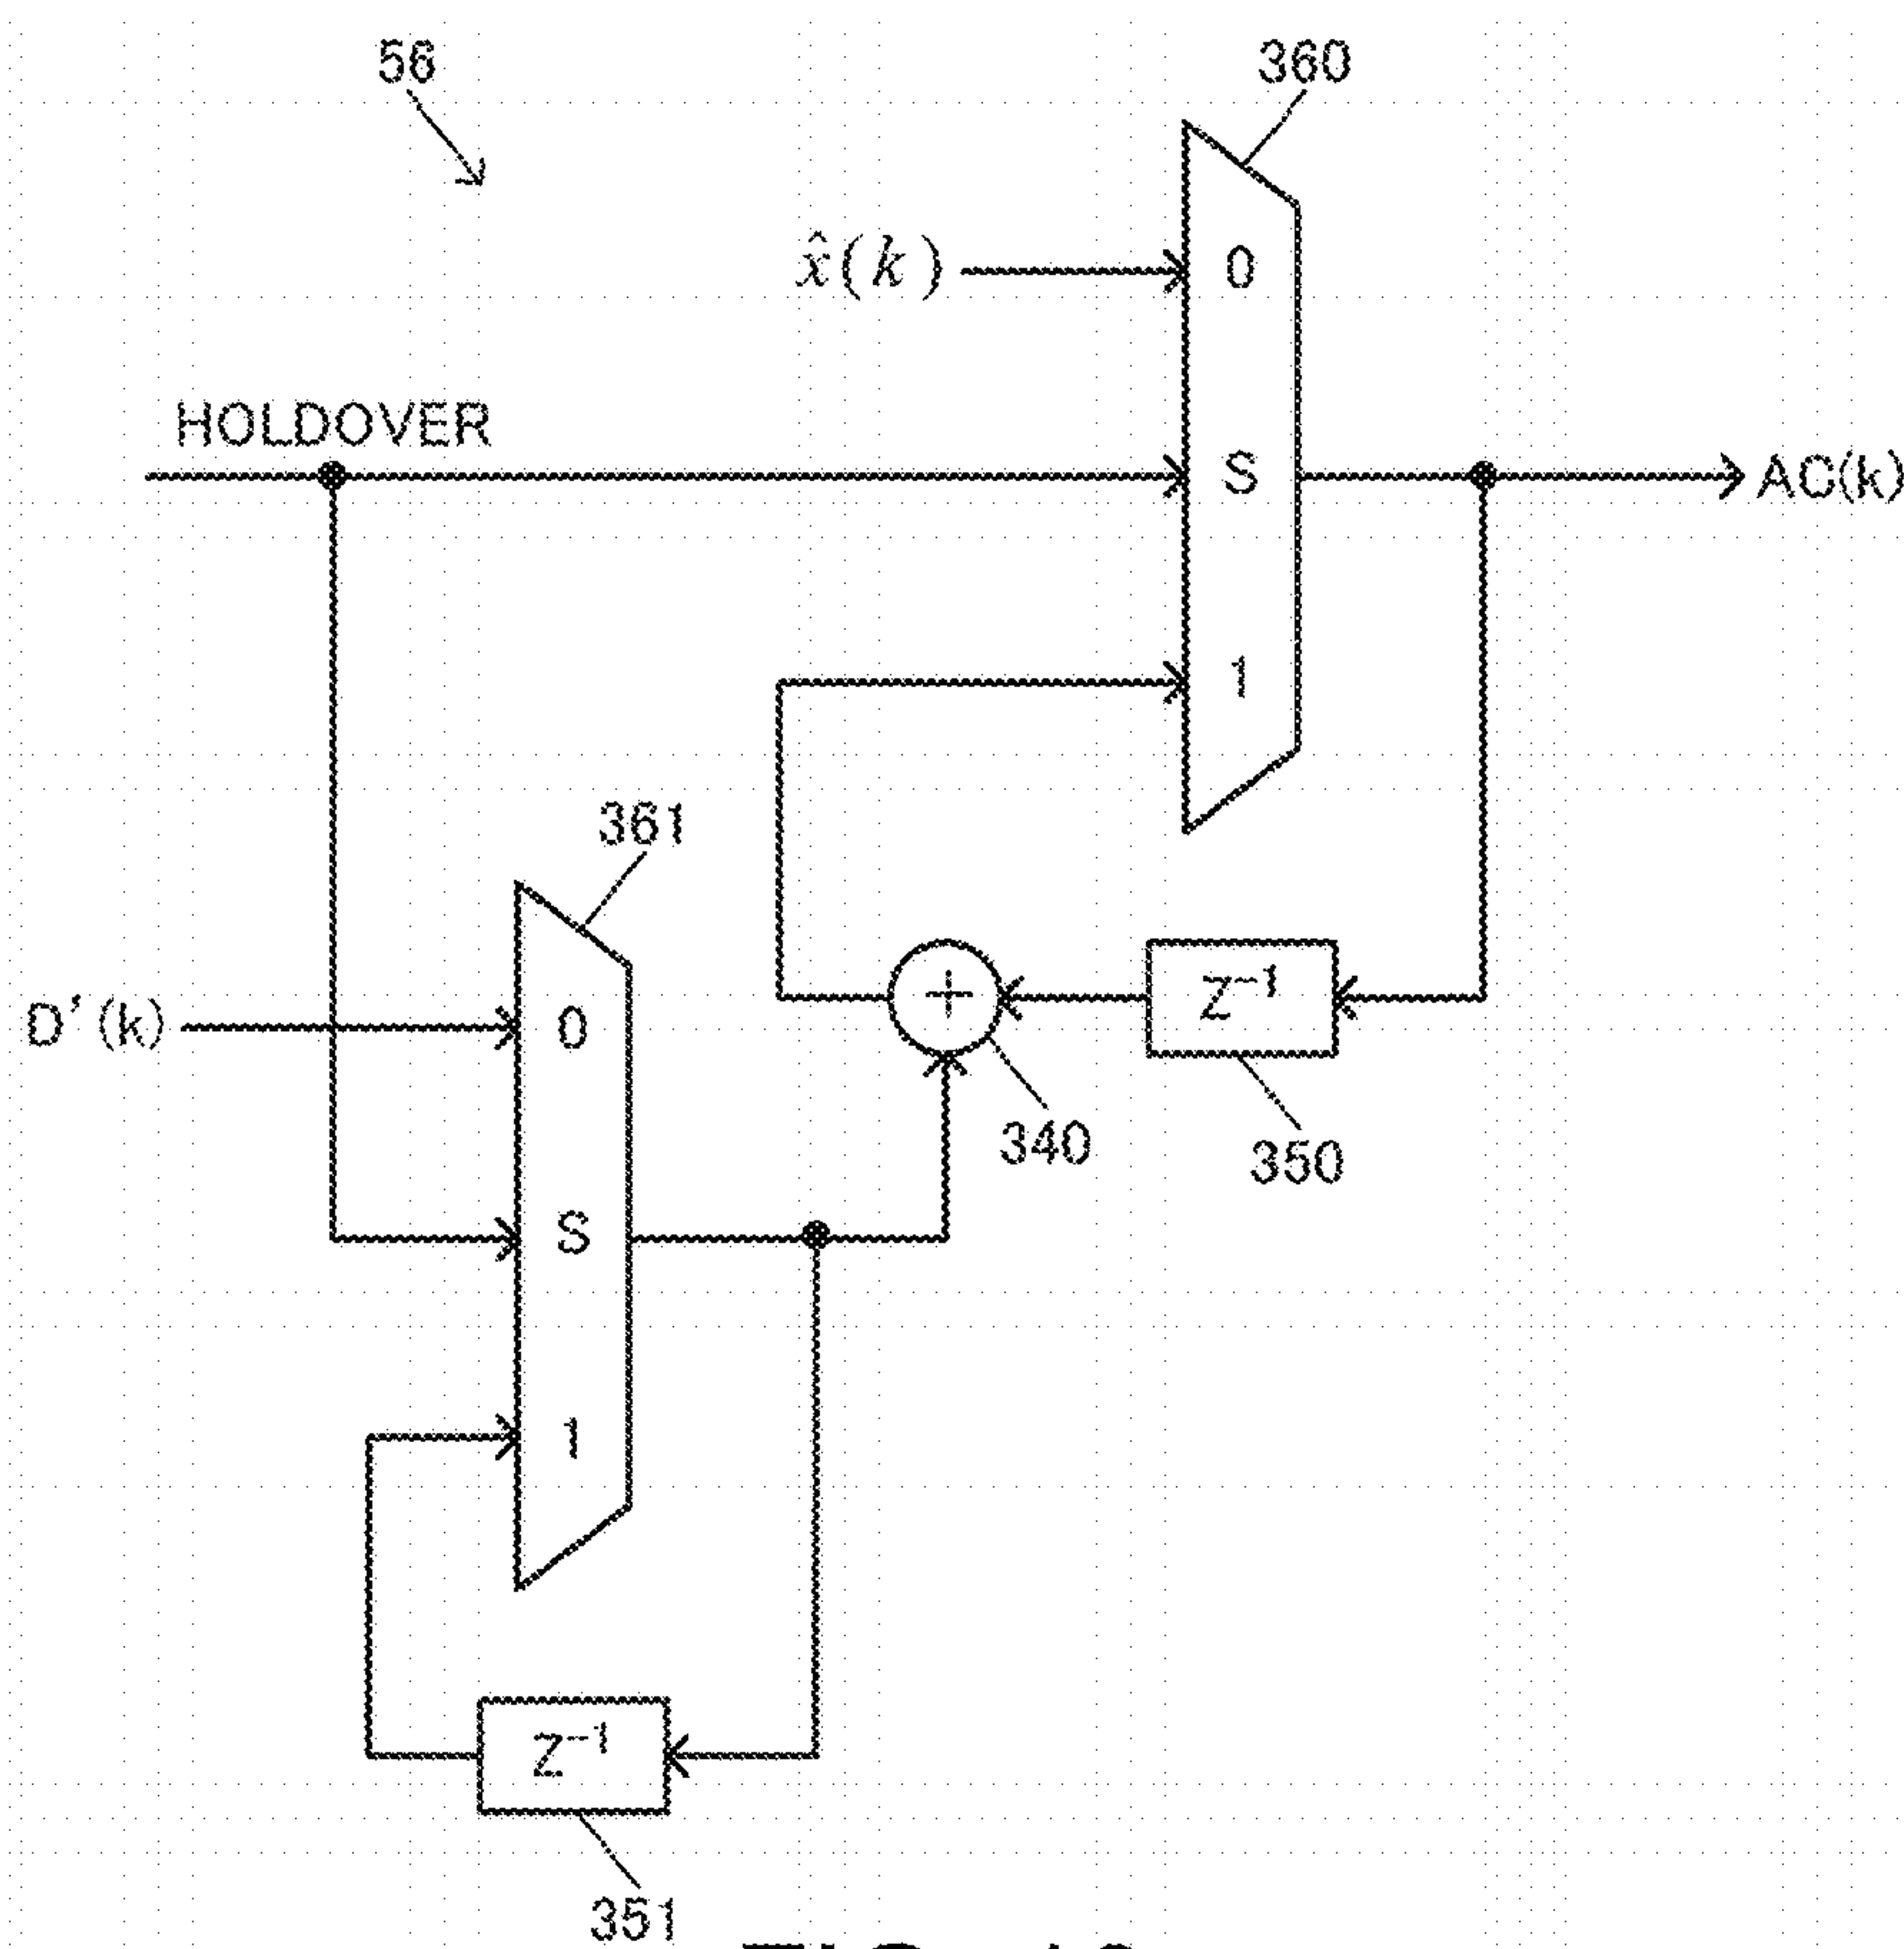 56
360
x̂(k)
0
HOLDOVER
S
AC(k)
1
361
D'(k)
0
+
Z⁻¹
340
350
S
1
Z⁻¹
351